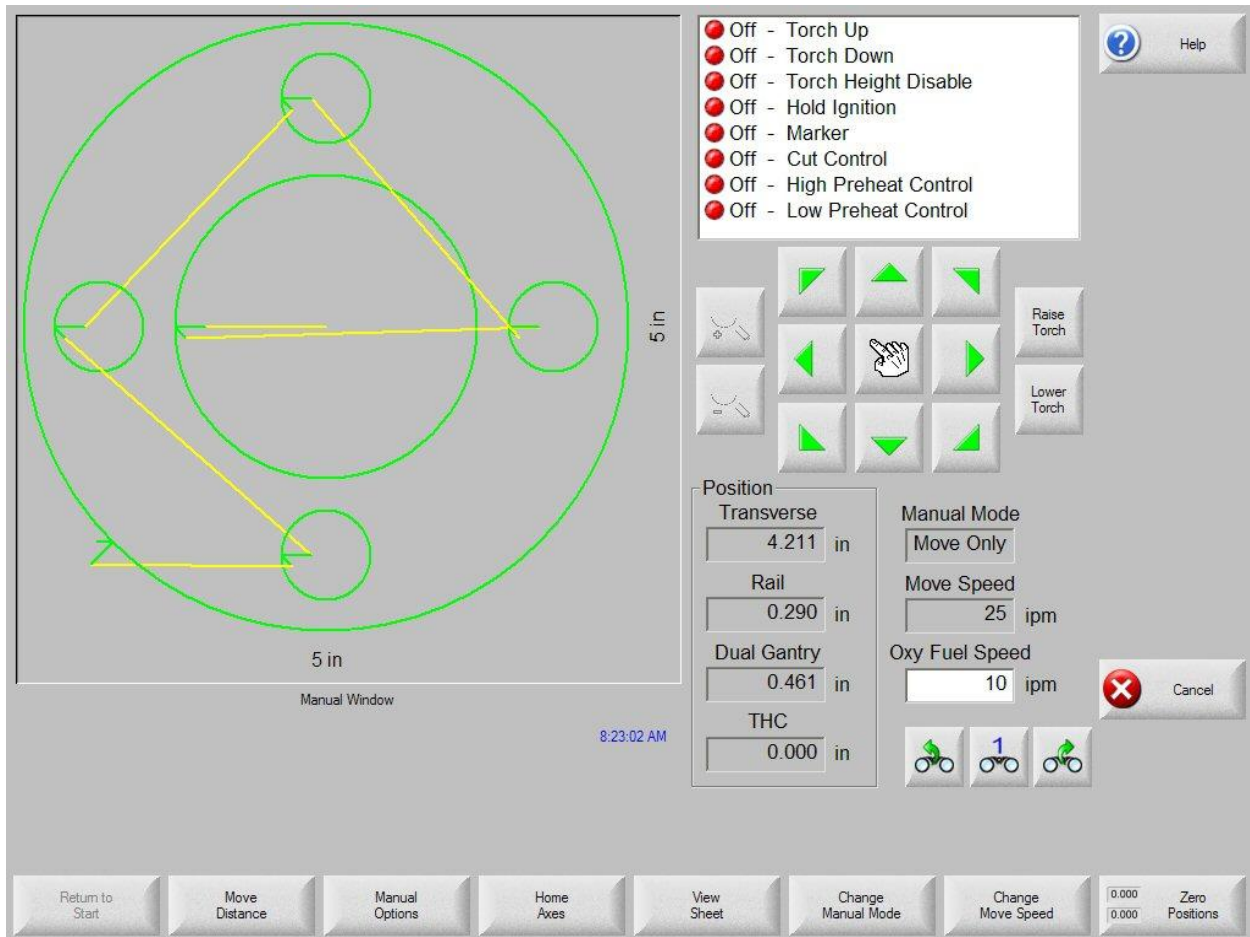 Off - Torch Up
Off - Torch Down
Off - Torch Height Disable
Off - Hold Ignition
Off - Marker
Off - Cut Control
Off - High Preheat Control
Off - Low Preheat Control
Help
5 in
5 in
Manual Window
8:23:02 AM
Raise
Torch
Lower
Torch
Position
Transverse
4.211 in
Rail
0.290 in
Dual Gantry
0.461 in
THC
0.000 in
Manual Mode
Move Only
Move Speed
25 ipm
Oxy Fuel Speed
10 ipm
1
Cancel
Return to
Start
Move
Distance
Manual
Options
Home
Axes
View
Sheet
Change
Manual Mode
Change
Move Speed
0.000
0.000
Zero
Positions